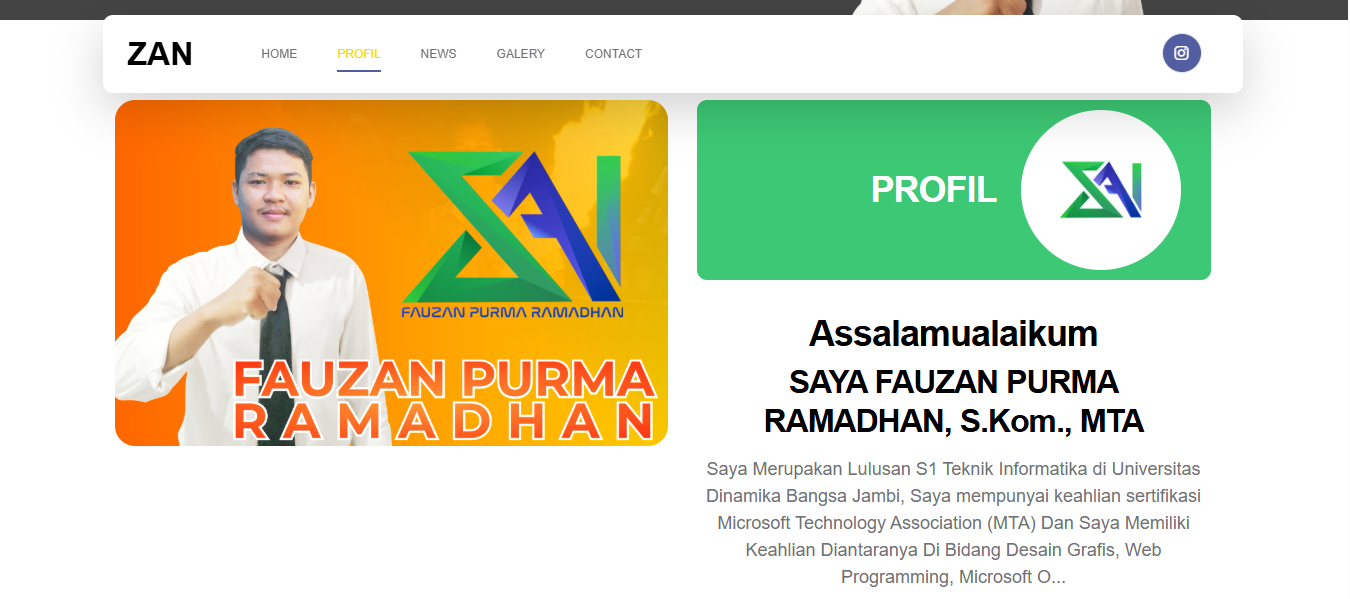 ZAN
HOME
PROFIL
NEWS
GALERY
CONTACT
FAUZAN PURMA RAMADHAN
FAUZAN PURMA
RAMADHAN
PROFIL
ZAN
Assalamualaikum
SAYA FAUZAN PURMA
RAMADHAN, S.Kom., MTA
Saya Merupakan Lulusan S1 Teknik Informatika di Universitas
Dinamika Bangsa Jambi, Saya mempunyai keahlian sertifikasi
Microsoft Technology Association (MTA) Dan Saya Memiliki
Keahlian Diantaranya Di Bidang Desain Grafis, Web
Programming, Microsoft O...